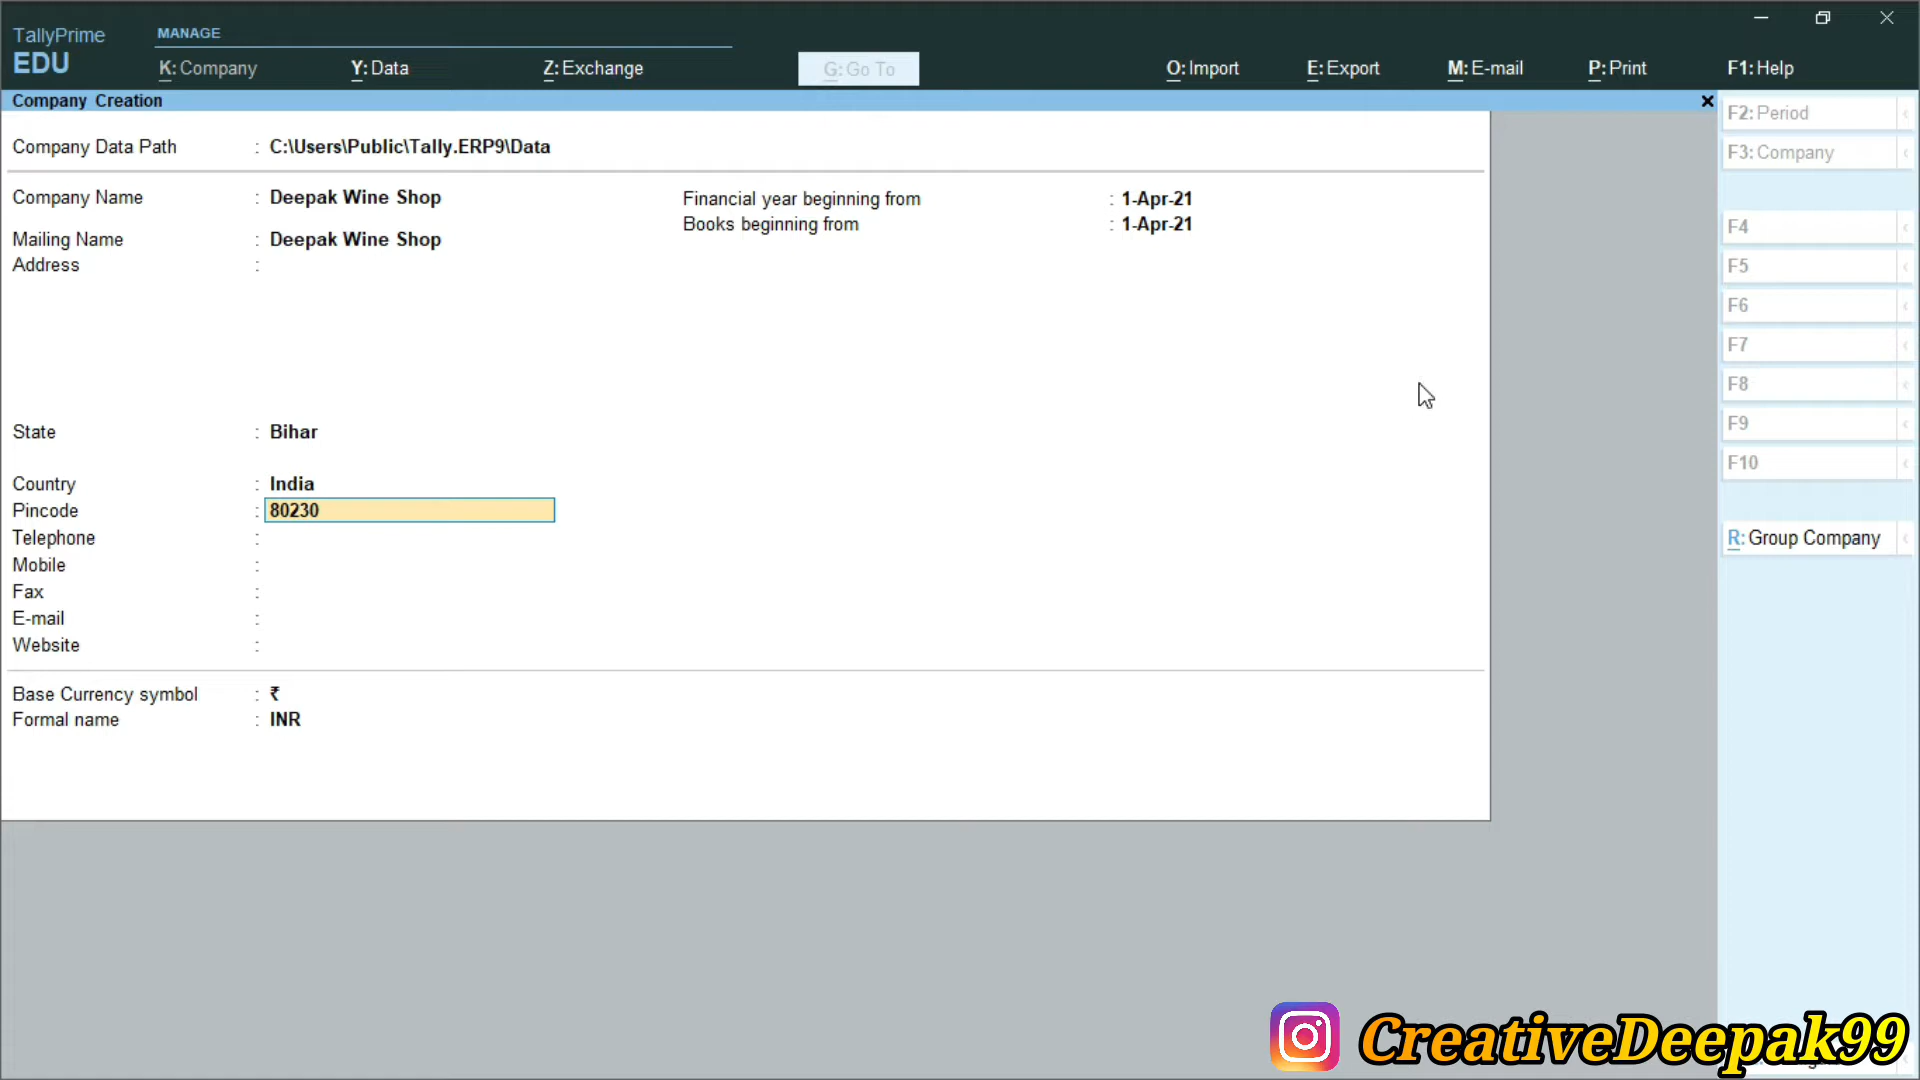 TallyPrime
EDU
MANAGE
K: Company Y: Data Z: Exchange G: Go To O: Import E: Export M: E-mail P: Print F1: Help
Company Creation
F2: Period
F3: Company
Company Data Path : C:\Users\Public\Tally.ERP9\Data
Company Name : Deepak Wine Shop Financial year beginning from : 1-Apr-21
Books beginning from : 1-Apr-21
Mailing Name : Deepak Wine Shop
Address :
F4
F5
F6
F7
F8
F9
F10
R: Group Company
State : Bihar
Country : India
Pincode : 80230
Telephone :
Mobile :
Fax :
E-mail :
Website :
Base Currency symbol : ₹
Formal name : INR
CreativeDeepak99